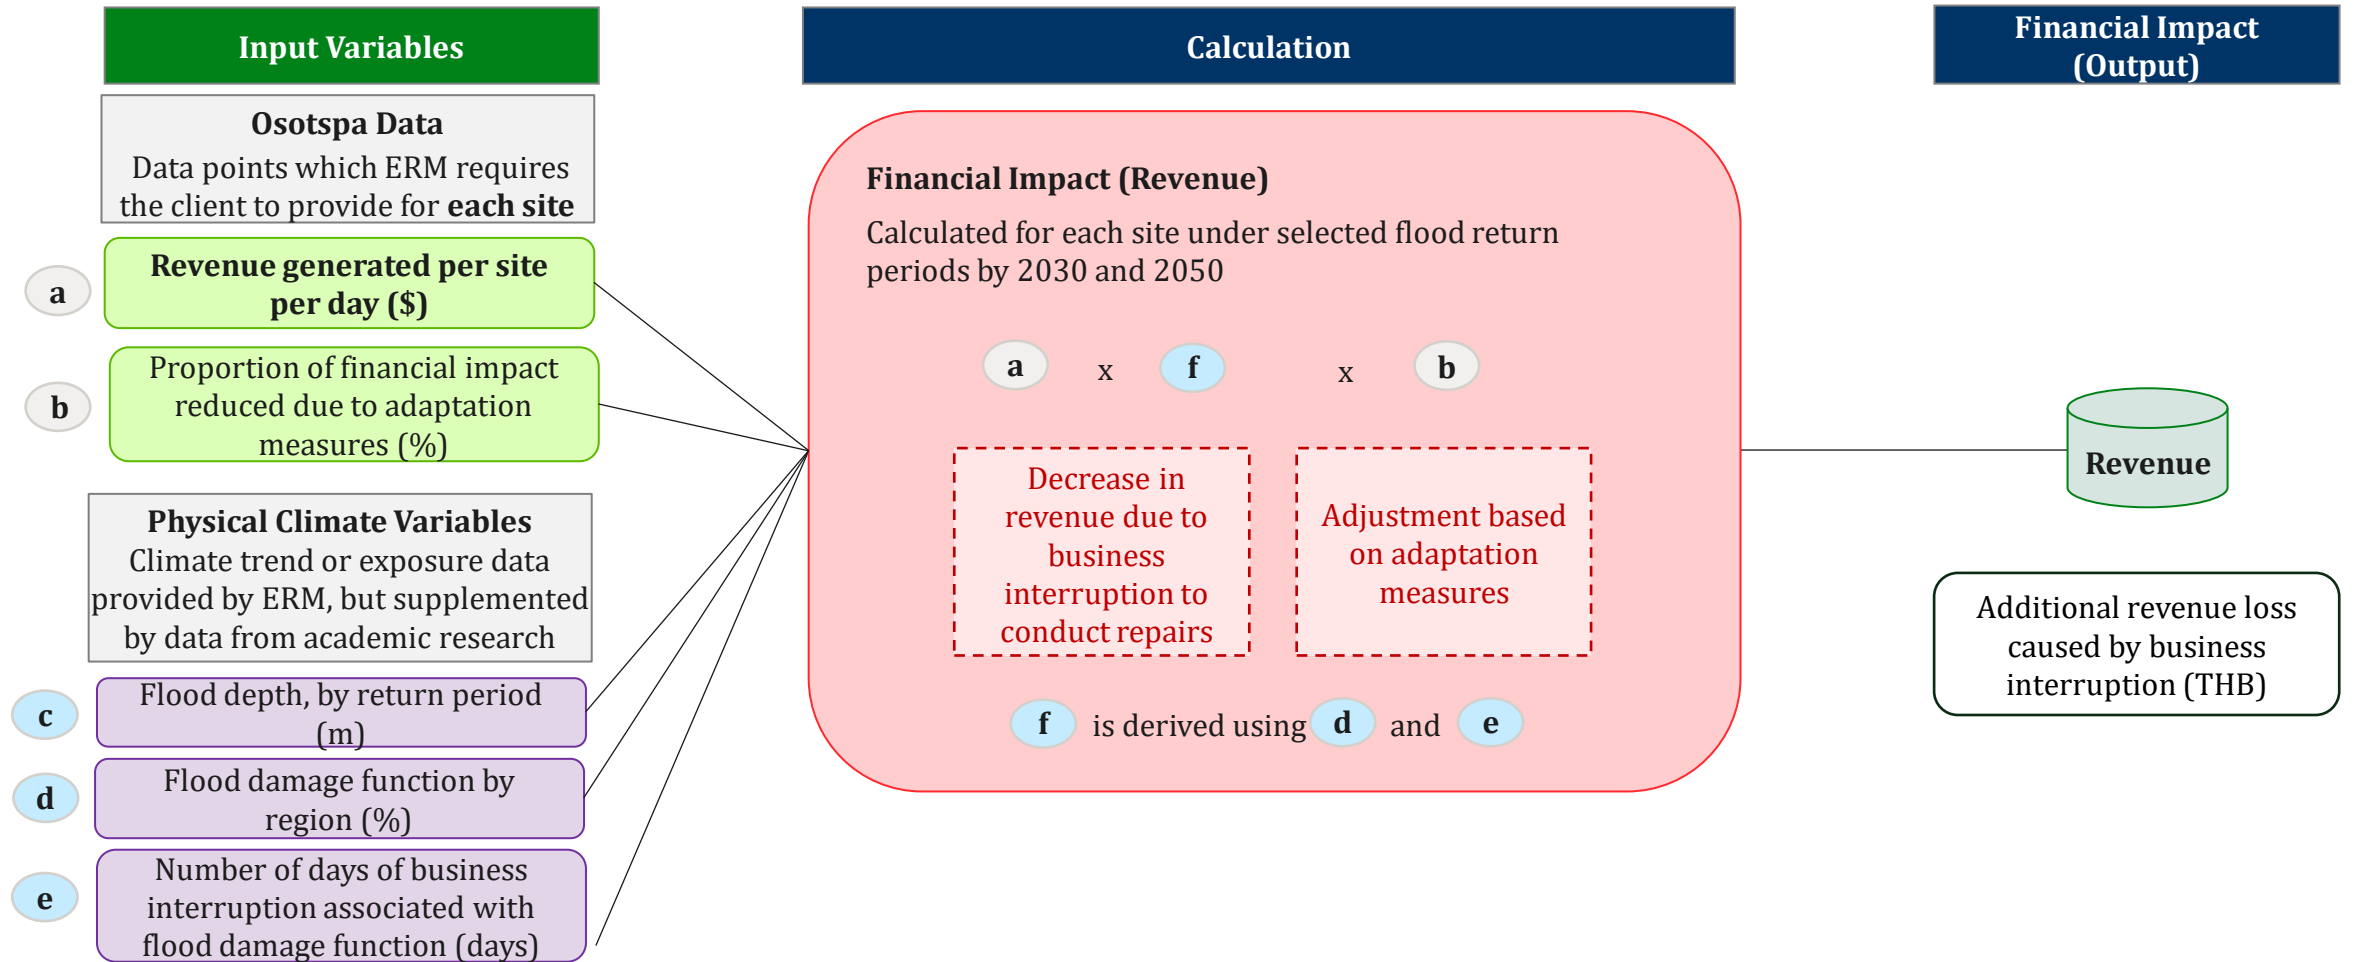 Input Variables
Osotspa Data
Data points which ERM requires
the client to provide for each site
a
Revenue generated per site
per day ($)
b
Proportion of financial impact
reduced due to adaptation
measures (%)
Physical Climate Variables
Climate trend or exposure data
provided by ERM, but supplemented
by data from academic research
c
Flood depth, by return period
(m)
d
Flood damage function by
region (%)
e
Number of days of business
interruption associated with
flood damage function (days)
Calculation
Financial Impact (Revenue)
Calculated for each site under selected flood return
periods by 2030 and 2050
a x f x b
Decrease in
revenue due to
business
interruption to
conduct repairs
Adjustment based
on adaptation
measures
f is derived using d and e
Financial Impact
(Output)
Revenue
Additional revenue loss
caused by business
interruption (THB)